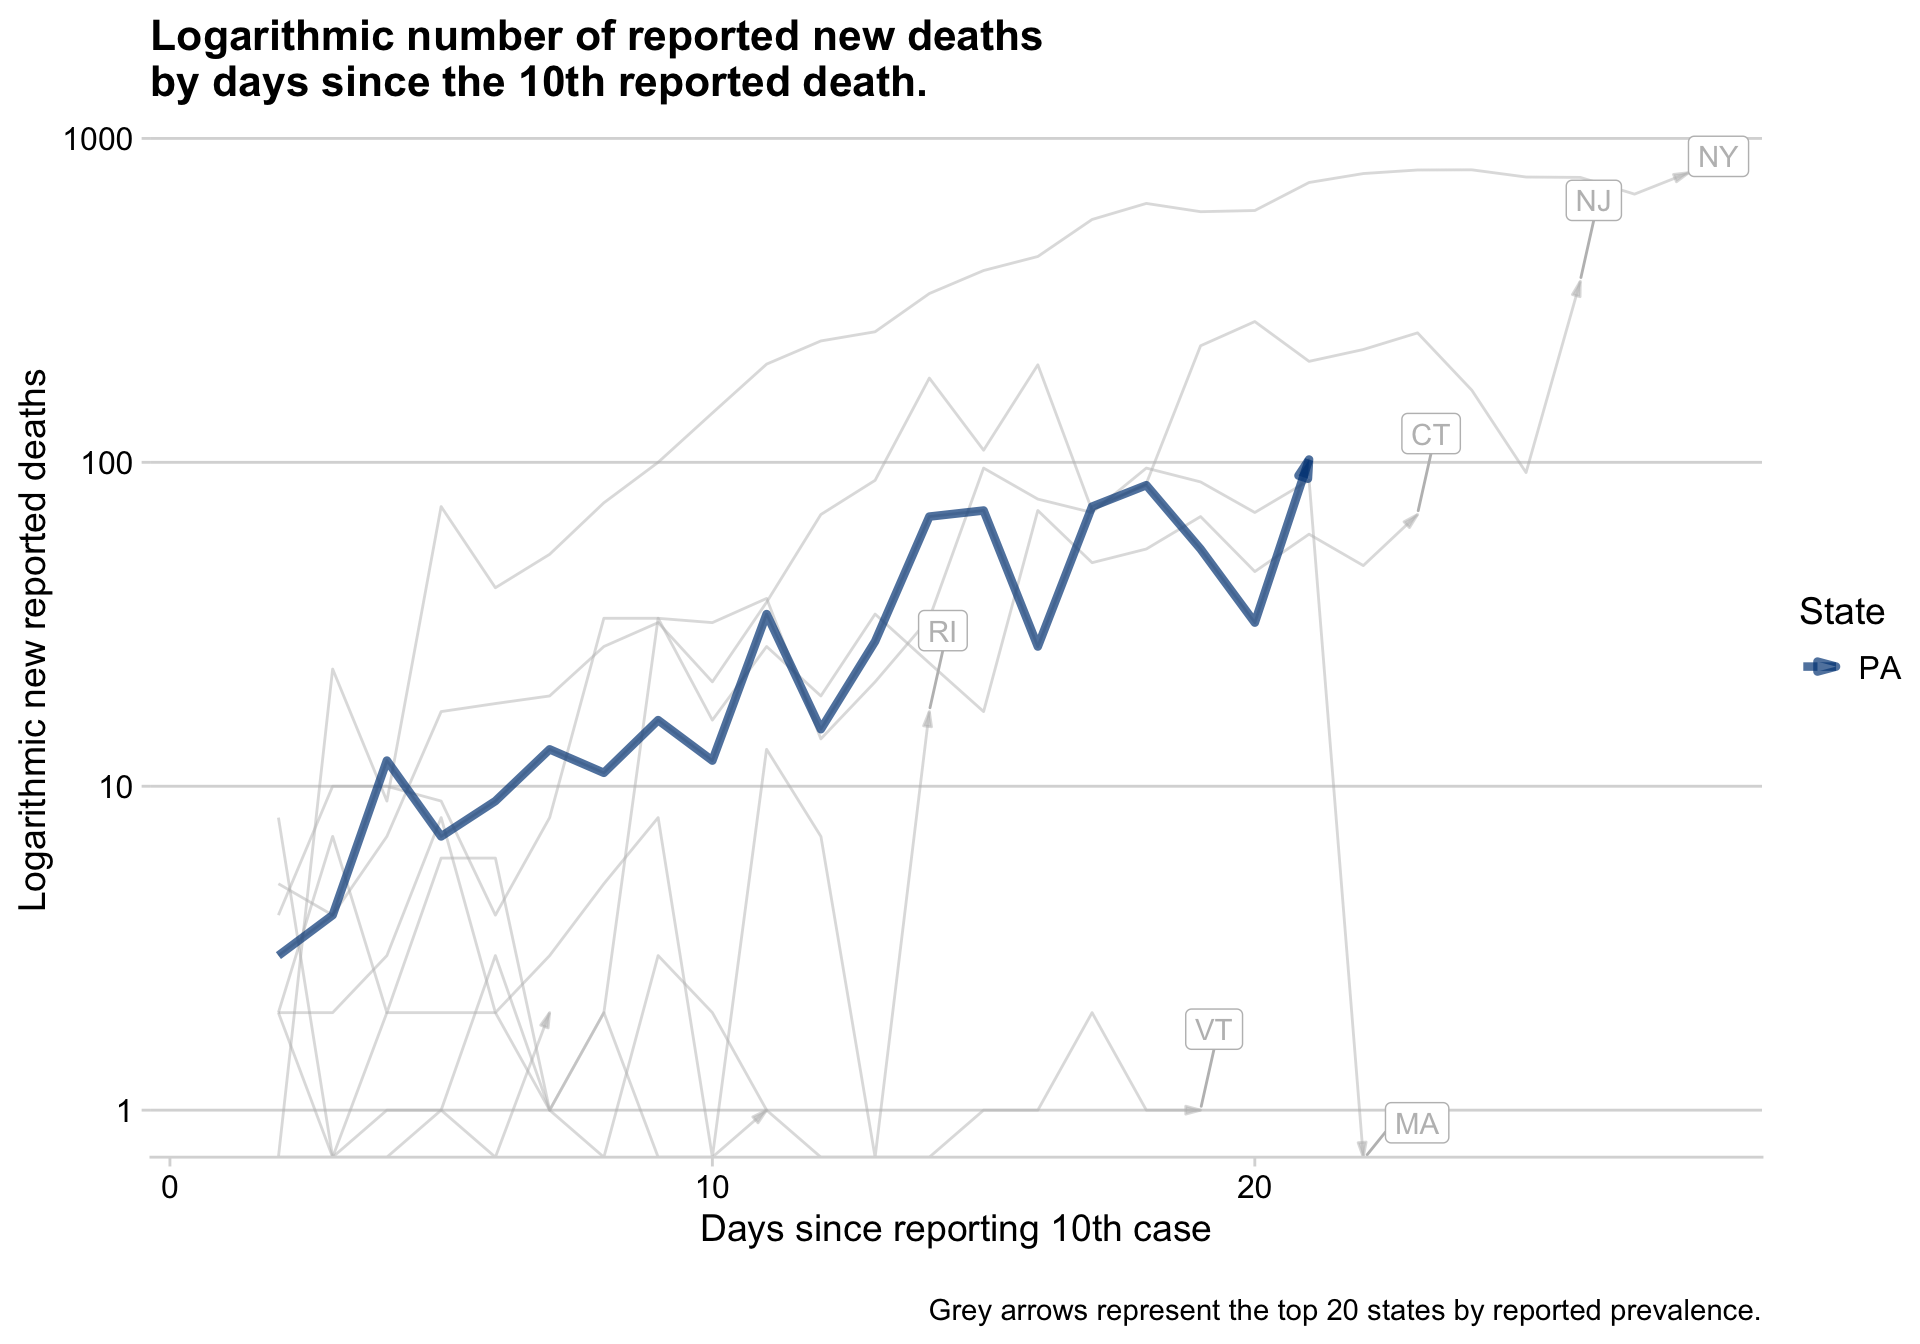 Logarithmic number of reported new deaths
by days since the 10th reported death.
1000
100
10
1
Logarithmic new reported deaths
NY
NJ
CT
RI
VT
MA
0
10
20
Days since reporting 10th case
State
PA
Grey arrows represent the top 20 states by reported prevalence.